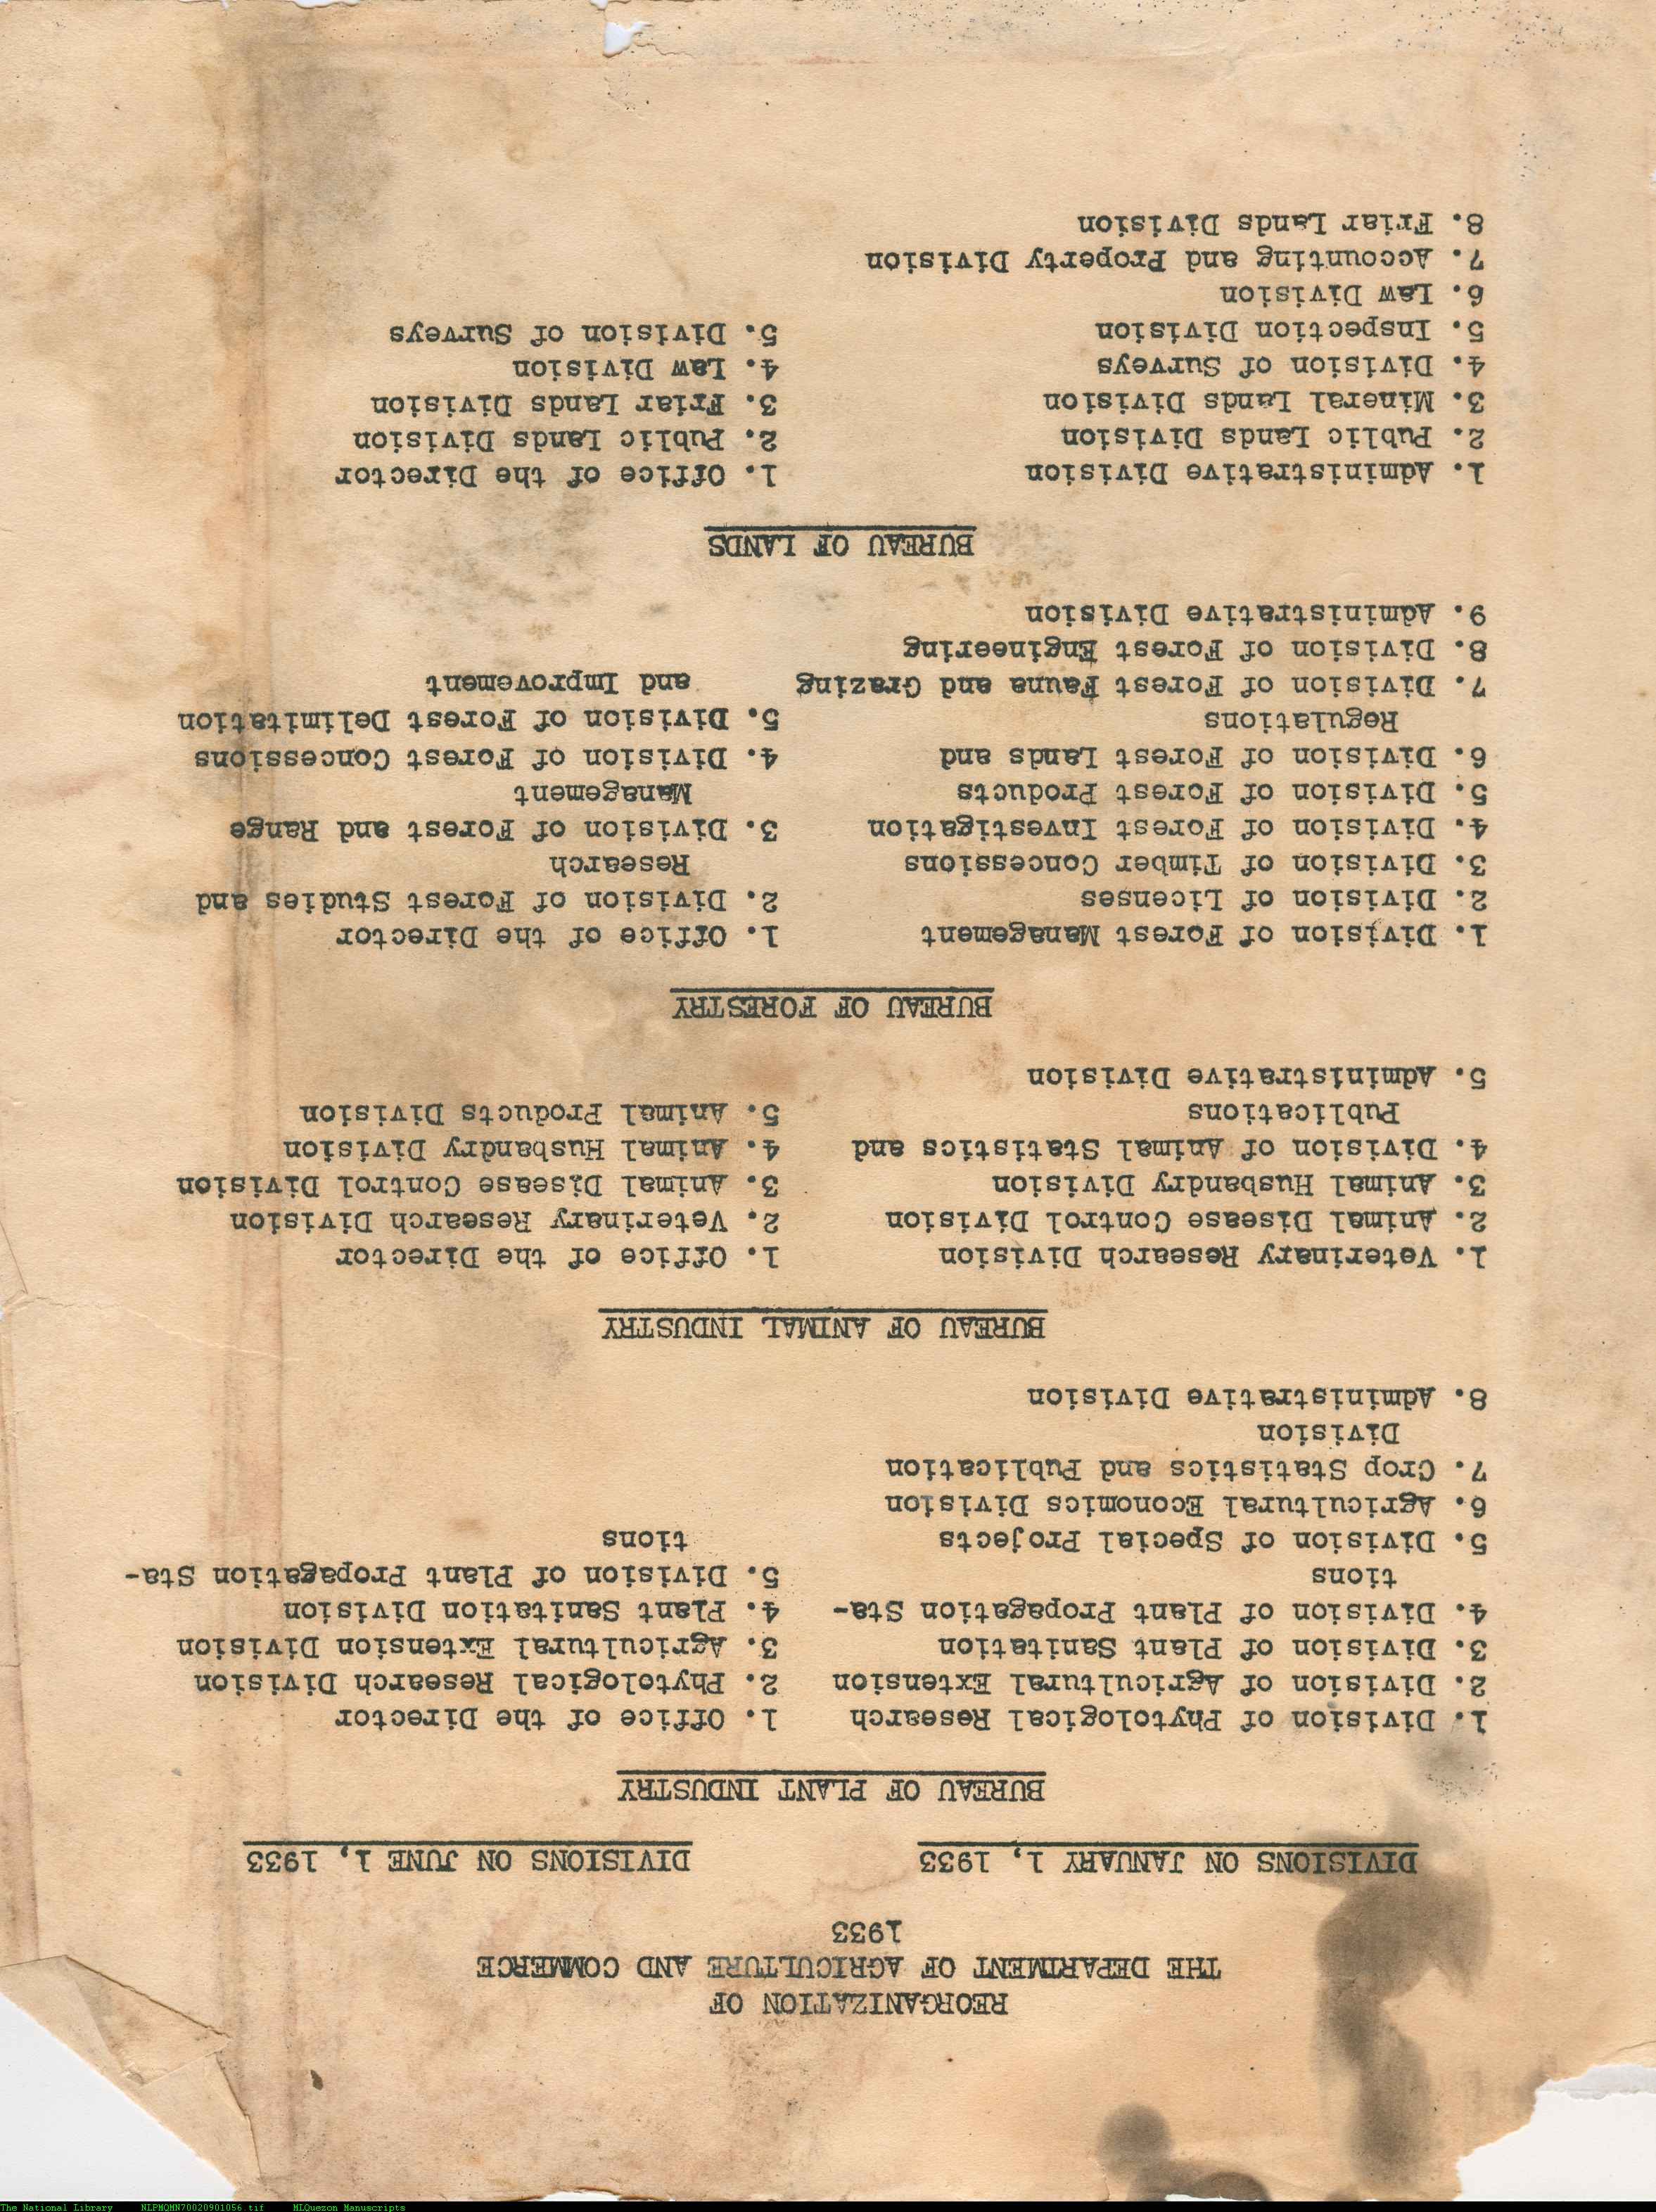 REORGANIZATION OF
THE DEPARTMENT OF AGRICULTURE AND COMMERCE
1933
DIVISIONS ON JANUARY 1, 1933
DIVISIONS ON JUNE 1, 1933
BUREAU OF PLANT INDUSTRY
1. Division of Phytological Research
2. Division of Agricultural Extension
3. Division of Plant Sanitation
4. Division of Plant Propagation Sta-
tions
5. Division of Special Projects
6. Agricultural Economics Division
7. Crop Statistics and Publication
Division
8. Administrative Division
1. Office of the Director
2. Phytological Research Division
3. Agricultural Extension Division
4. Plant Sanitation Division
5. Division of Plant Propagation Sta-
tions
BUREAU OF ANIMAL INDUSTRY
1. Veterinary Research Division
2. Animal Disease Control Division
3. Animal Husbandry Division
4. Division of Animal Statistics and
Publications
5. Administrative Division
1. Office of the Director
2. Veterinary Research Division
3. Animal Disease Control Division
4. Animal Husbandry Division
5. Animal Products Division
BUREAU OF FORESTRY
1. Division of Forest Management
2. Division of Licenses
3. Division of Timber Concessions
4. Division of Forest Investigation
5. Division of Forest Products
6. Division of Forest Lands and
Regulations
7. Division of Forest Fauna and Grazing
8. Division of Forest Engineering
9. Administrative Division
1. Office of the Director
2. Division of Forest Studies and
Research
3. Division of Forest and Range
Management
4. Division of Forest Concessions
5. Division of Forest Delimitation
and Improvement
BUREAU OF LANDS
1. Administrative Division
2. Public Lands Division
3. Mineral Lands Division
4. Division of Surveys
5. Inspection Division
6. Law Division
7. Accounting and Property Division
8. Friar Lands Division
1. Office of the Director
2. Public Lands Division
3. Friar Lands Division
4. Law Division
5. Division of Surveys
The National Library NLPMQMN70020901056.tif MLQuezon Manuscripts